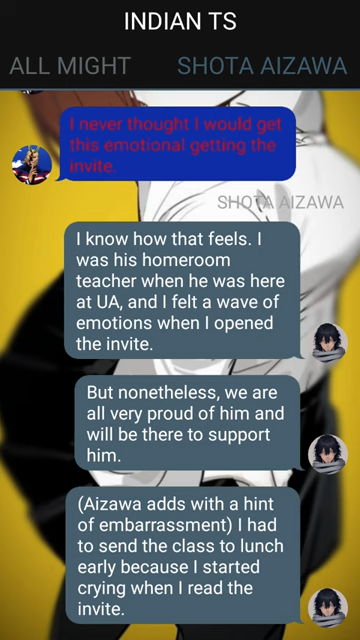 INDIAN TS
ALL MIGHT SHOTA AIZAWA
I never thought I would get
this emotional getting the
invite.
SHOTA AIZAWA
I know how that feels. I
was his homeroom
teacher when he was here
at UA, and I felt a wave of
emotions when I opened
the invite.
But nonetheless, we are
all very proud of him and
will be there to support
him.
(Aizawa adds with a hint
of embarrassment) I had
to send the class to lunch
early because I started
crying when I read the
invite.